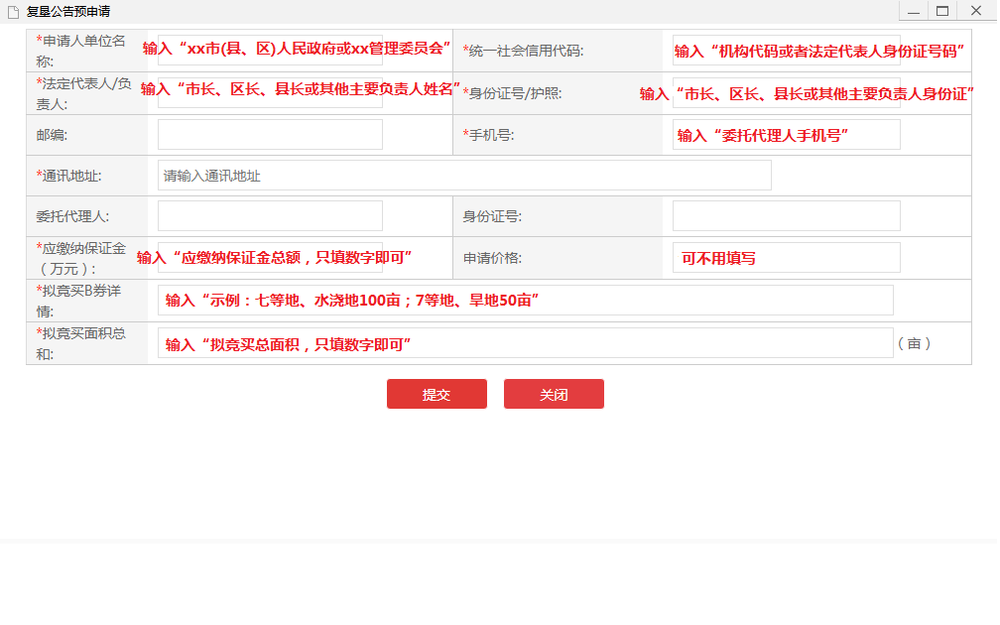 复垦公告预申请
*申请人单位名称:
输入“xx市(县、区)人民政府或xx管理委员会”
*统一社会信用代码:
输入“机构代码或者法定代表人身份证号码”
*法定代表人/负责人:
输入“市长、区长、县长或其他主要负责人姓名”
*身份证号/护照:
输入“市长、区长、县长或其他主要负责人身份证”
邮编:
*手机号:
输入“委托代理人手机号”
*通讯地址:
请输入通讯地址
委托代理人:
身份证号:
*应缴纳保证金（万元）:
输入“应缴纳保证金总额，只填数字即可”
申请价格:
可不用填写
*拟竞买B券详情:
输入“示例：七等地、水浇地100亩；7等地、旱地50亩”
*拟竞买面积总和:
输入“拟竞买总面积，只填数字即可”
（亩）
提交
关闭